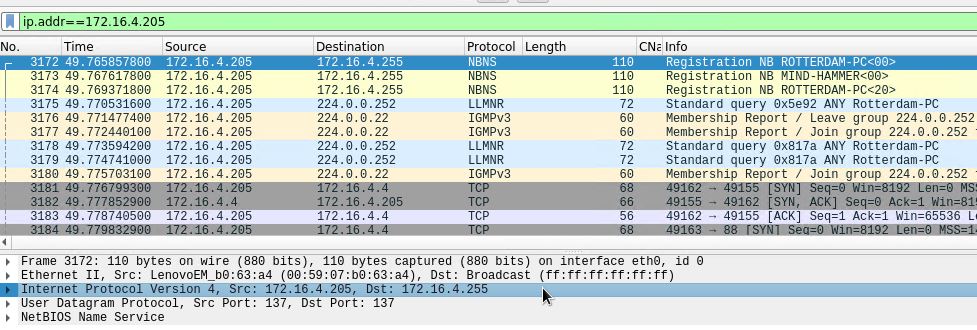 ip.addr==172.16.4.205
No. Time Source Destination Protocol Length CNa Info
3172 49.765857800 172.16.4.205 172.16.4.255 NBNS 110 Registration NB ROTTERDAM-PC<00>
3173 49.767617800 172.16.4.205 172.16.4.255 NBNS 110 Registration NB MIND-HAMMER<00>
3174 49.769371800 172.16.4.205 172.16.4.255 NBNS 110 Registration NB ROTTERDAM-PC<20>
3175 49.770531600 172.16.4.205 224.0.0.252 LLMNR 72 Standard query 0x5e92 ANY Rotterdam-PC
3176 49.771477400 172.16.4.205 224.0.0.22 IGMPv3 60 Membership Report / Leave group 224.0.0.252
3177 49.772440100 172.16.4.205 224.0.0.22 IGMPv3 60 Membership Report / Join group 224.0.0.252
3178 49.773594200 172.16.4.205 224.0.0.252 LLMNR 72 Standard query 0x817a ANY Rotterdam-PC
3179 49.774741000 172.16.4.205 224.0.0.252 LLMNR 72 Standard query 0x817a ANY Rotterdam-PC
3180 49.775703100 172.16.4.205 224.0.0.22 IGMPv3 60 Membership Report / Join group 224.0.0.252
3181 49.776799300 172.16.4.205 172.16.4.4 TCP 68 49162 → 49155 [SYN] Seq=0 Win=8192 Len=0 MS
3182 49.777852900 172.16.4.4 172.16.4.205 TCP 66 49155 → 49162 [SYN, ACK] Seq=0 Ack=1 Win=81
3183 49.778740500 172.16.4.205 172.16.4.4 TCP 56 49162 → 49155 [ACK] Seq=1 Ack=1 Win=65536 L
3184 49.779832900 172.16.4.205 172.16.4.4 TCP 68 49163 → 88 [SYN] Seq=0 Win=8192 Len=0 MSS=14
Frame 3172: 110 bytes on wire (880 bits), 110 bytes captured (880 bits) on interface eth0, id 0
Ethernet II, Src: LenovoEM_b0:63:a4 (00:59:07:b0:63:a4), Dst: Broadcast (ff:ff:ff:ff:ff:ff)
Internet Protocol Version 4, Src: 172.16.4.205, Dst: 172.16.4.255
User Datagram Protocol, Src Port: 137, Dst Port: 137
NetBIOS Name Service